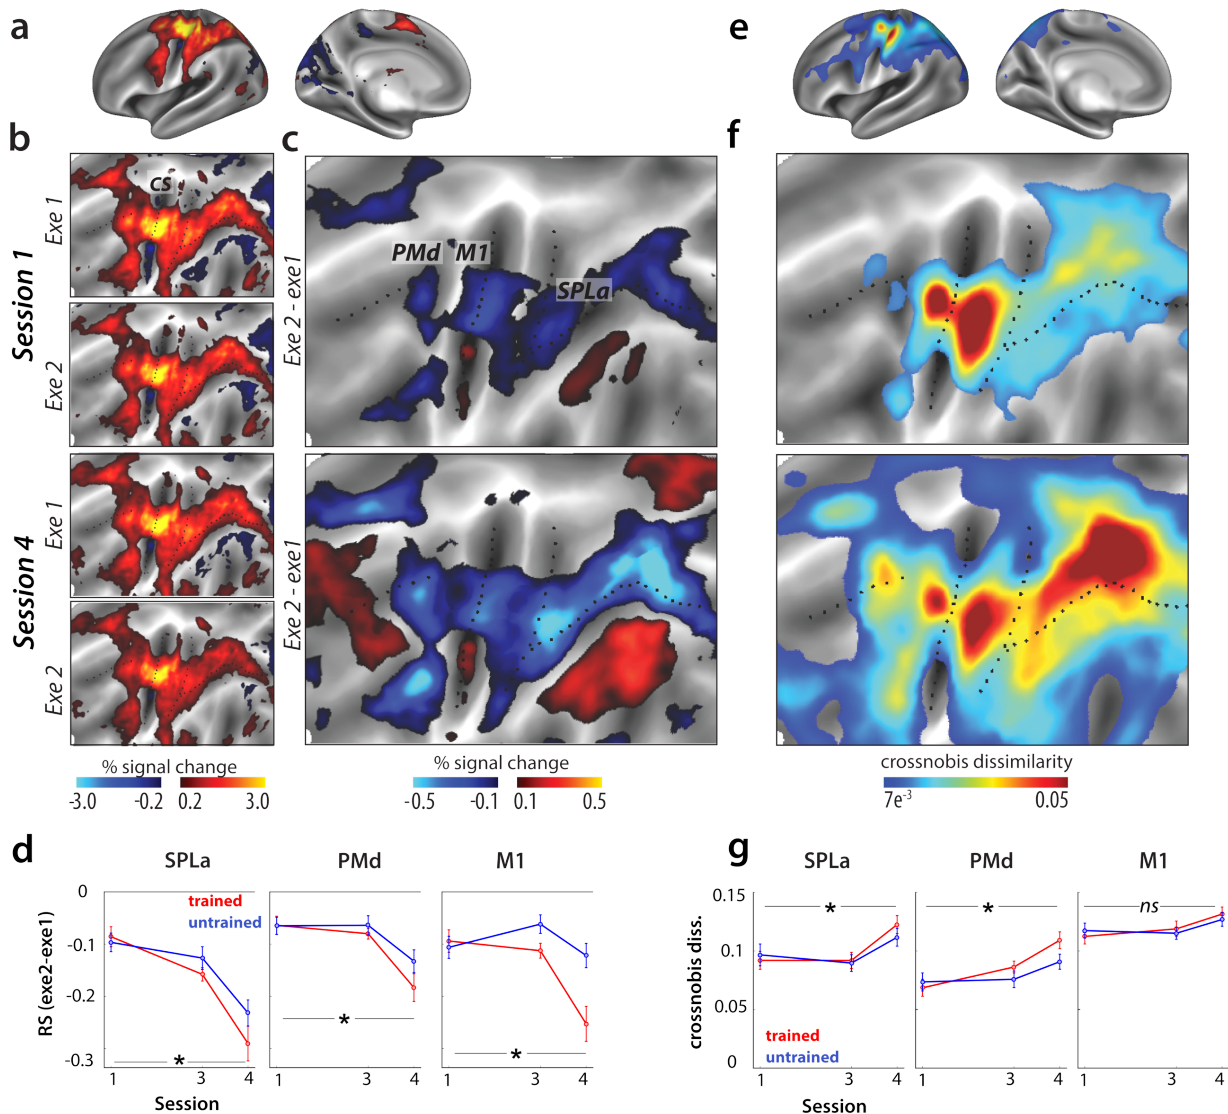 a
e
b
c
f
Session 1
Exe 1
CS
Exe 2
Exe 2 - exe1
PMd
M1
SPLa
Session 4
Exe 1
Exe 2
Exe 2 - exe1
% signal change
-3.0
-0.2
0.2
3.0
% signal change
-0.5
-0.1
0.1
0.5
crossnobis dissimilarity
7e-3
0.05
d
SPLa
PMd
M1
RS (exe2-exe1)
0
-0.1
-0.2
-0.3
trained
untrained
*
*
*
1 3 4
1 3 4
1 3 4
Session
g
SPLa
PMd
M1
crossnobis diss.
0.15
0.1
0.05
0
*
*
ns
trained
untrained
1 3 4
1 3 4
1 3 4
Session